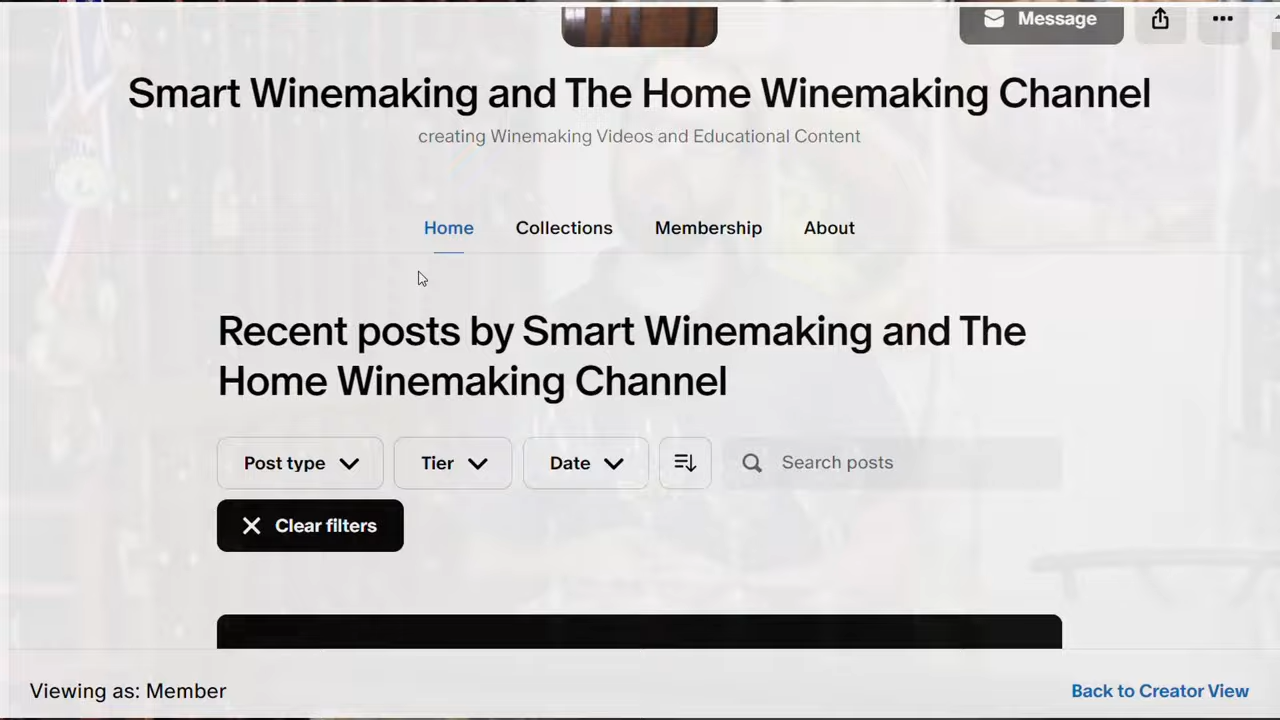 Message
Smart Winemaking and The Home Winemaking Channel
creating Winemaking Videos and Educational Content
Home Collections Membership About
Recent posts by Smart Winemaking and The
Home Winemaking Channel
Post type Tier Date Search posts
Clear filters
Viewing as: Member Back to Creator View